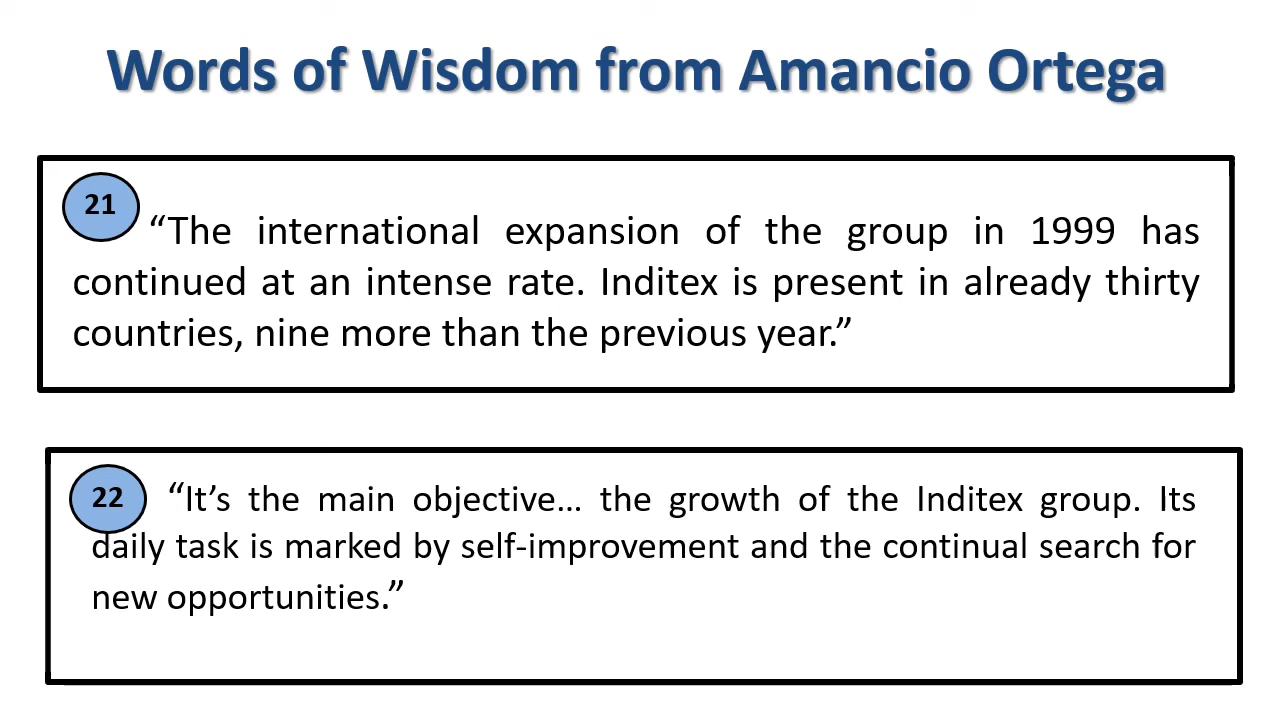 Words of Wisdom from Amancio Ortega
21
“The international expansion of the group in 1999 has
continued at an intense rate. Inditex is present in already thirty
countries, nine more than the previous year.”
22
“It’s the main objective… the growth of the Inditex group. Its
daily task is marked by self-improvement and the continual search for
new opportunities.”